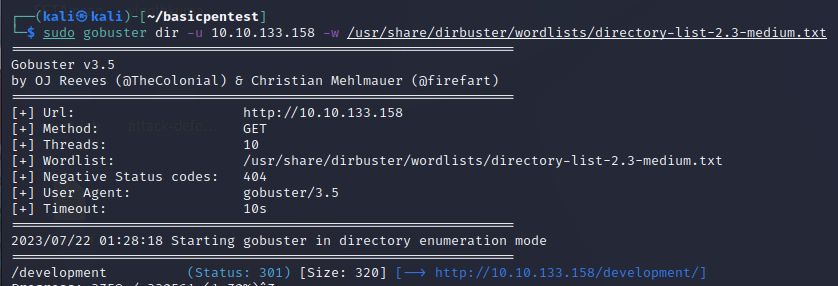 ┌──(kali㉿kali)-[~/basicpentest]
└─$ sudo gobuster dir -u 10.10.133.158 -w /usr/share/dirbuster/wordlists/directory-list-2.3-medium.txt
===============================================================
Gobuster v3.5
by OJ Reeves (@TheColonial) & Christian Mehlmauer (@firefart)
===============================================================
[+] Url: http://10.10.133.158
[+] Method: GET
[+] Threads: 10
[+] Wordlist: /usr/share/dirbuster/wordlists/directory-list-2.3-medium.txt
[+] Negative Status codes: 404
[+] User Agent: gobuster/3.5
[+] Timeout: 10s
===============================================================
2023/07/22 01:28:18 Starting gobuster in directory enumeration mode
===============================================================
/development (Status: 301) [Size: 320] [--> http://10.10.133.158/development/]